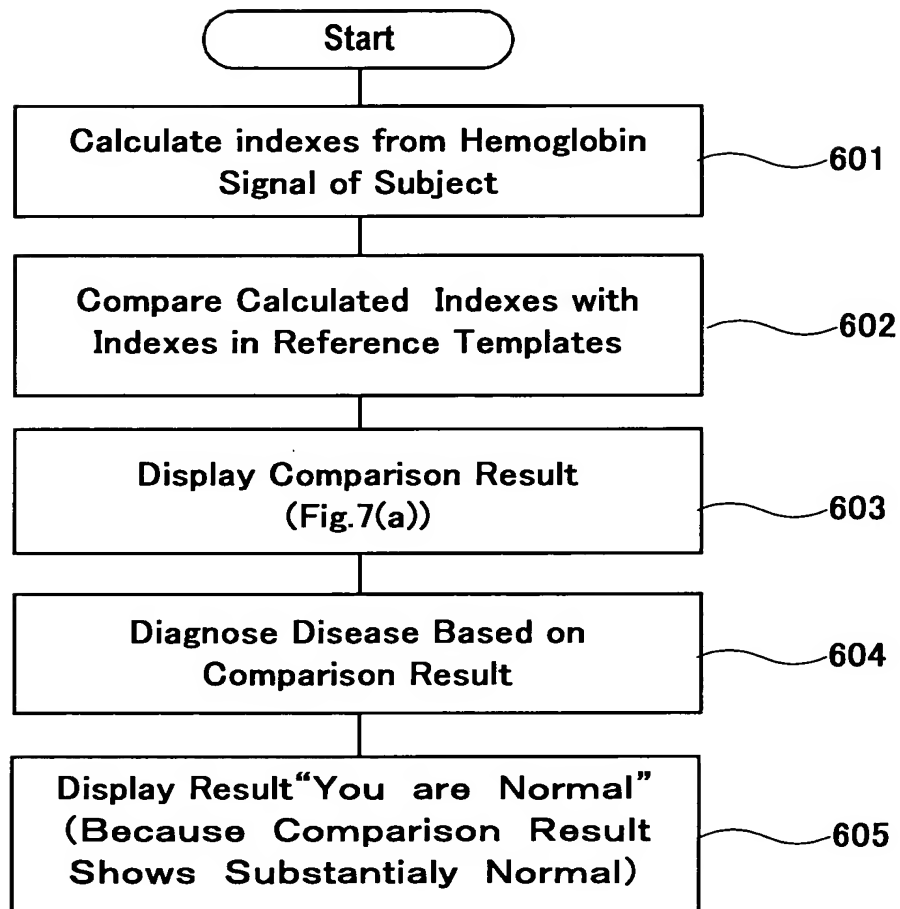 Start
Calculate indexes from Hemoglobin
Signal of Subject
601
Compare Calculated Indexes with
Indexes in Reference Templates
602
Display Comparison Result
(Fig.7(a))
603
Diagnose Disease Based on
Comparison Result
604
Display Result“You are Normal”
(Because Comparison Result
Shows Substantialy Normal)
605